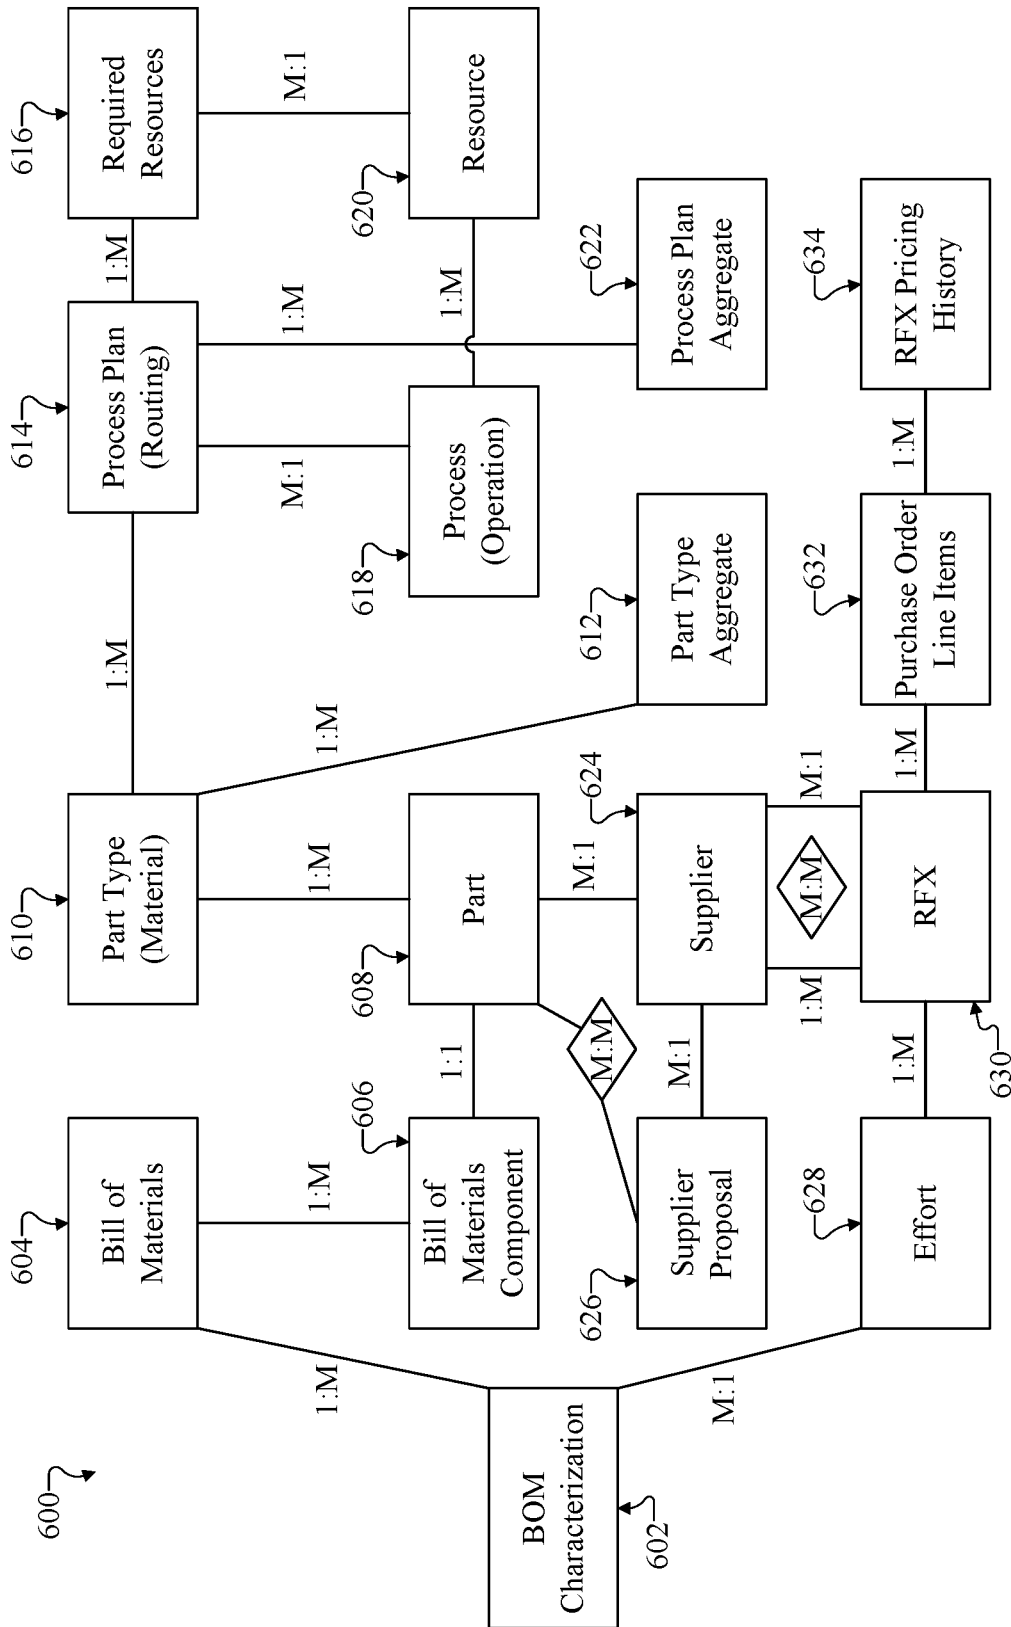 600
604
610
614
616
Bill of
Materials
Part Type
(Material)
1:M
Process Plan
(Routing)
1:M
Required
Resources
1:M
1:M
1:M
1:M
M:1
1:M
M:1
606
608
618
620
BOM
Characterization
602
Bill of
Materials
Component
1:1
Part
Process
(Operation)
1:M
Resource
M:M
M:1
624
612
622
626
Supplier
Proposal
M:1
Supplier
Part Type
Aggregate
Process Plan
Aggregate
M:1
628
1:M
M:M
M:1
632
634
Effort
1:M
RFX
1:M
Purchase Order
Line Items
1:M
RFX Pricing
History
630